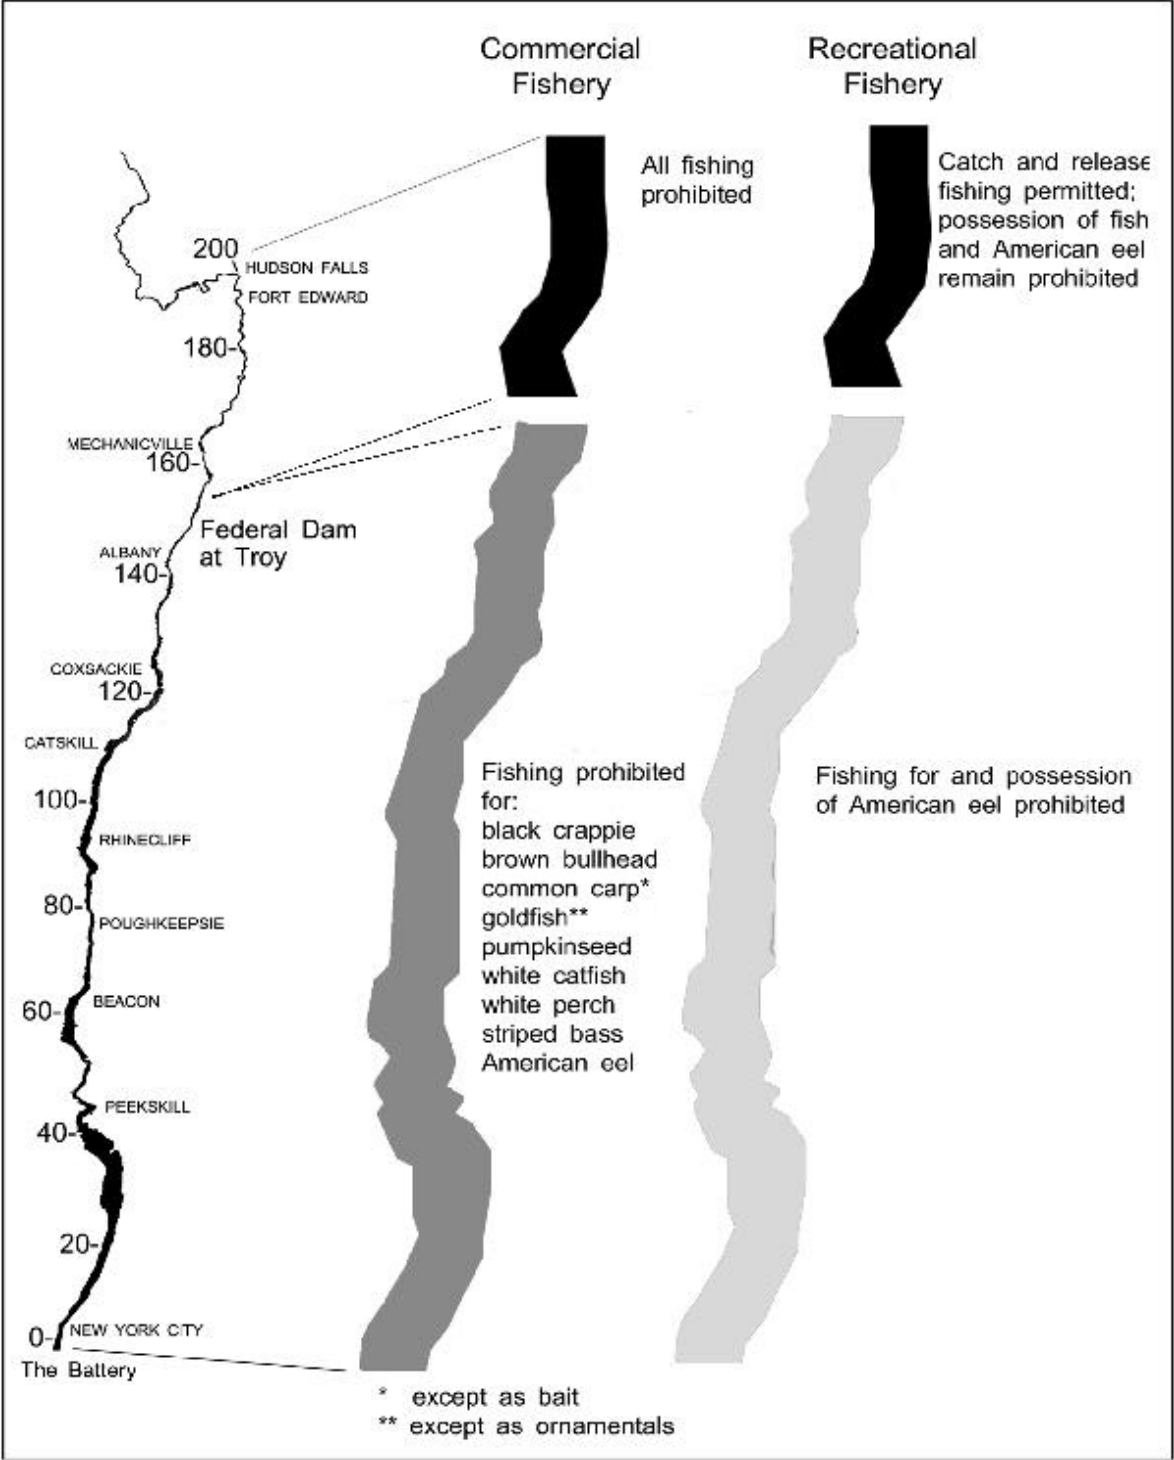 Commercial
Fishery
Recreational
Fishery
All fishing
prohibited
Catch and release
fishing permitted;
possession of fish
and American eel
remain prohibited
200
HUDSON FALLS
FORT EDWARD
180-
MECHANICVILLE
160-
Federal Dam
at Troy
ALBANY
140-
COXSACKIE
120-
CATSKILL
100-
RHINECLIFF
80-
POUGHKEEPSIE
BEACON
60-
PEEKSKILL
40-
20-
NEW YORK CITY
0-
The Battery
Fishing prohibited
for:
black crappie
brown bullhead
common carp*
goldfish**
pumpkinseed
white catfish
white perch
striped bass
American eel
Fishing for and possession
of American eel prohibited
* except as bait
** except as ornamentals